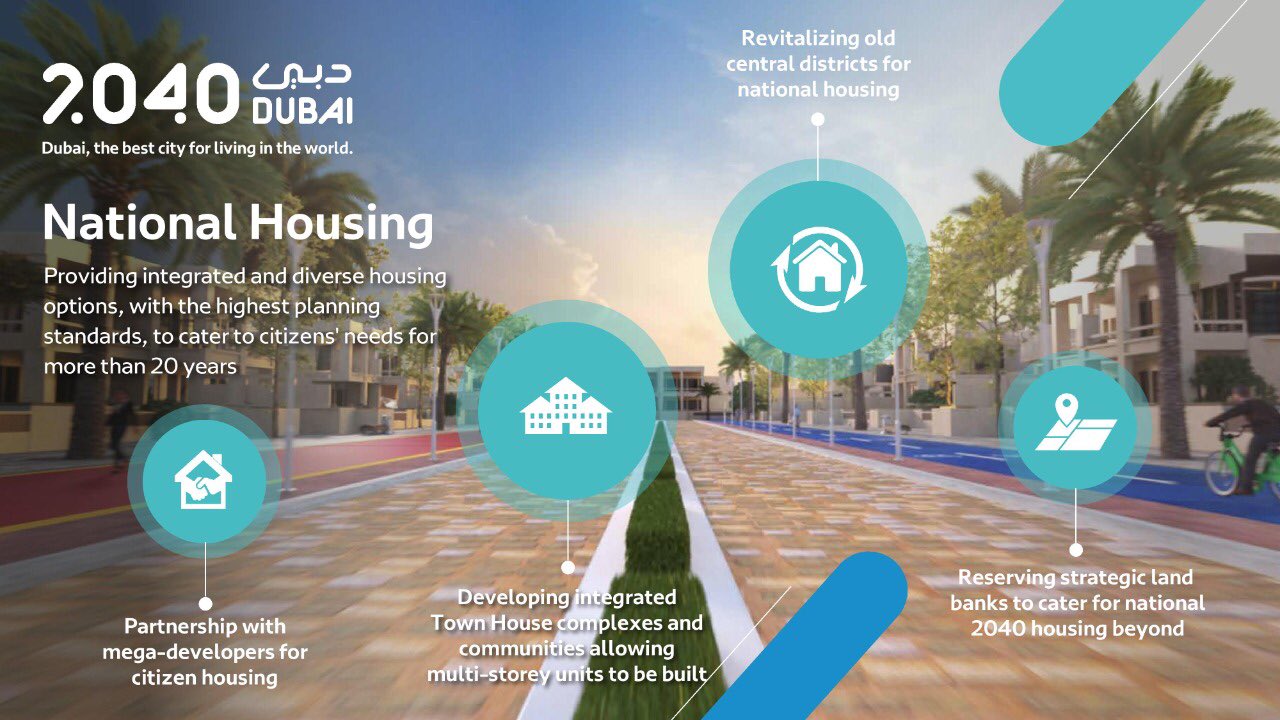 2040 دبي
DUBAI
Dubai, the best city for living in the world.
National Housing
Providing integrated and diverse housing
options, with the highest planning
standards, to cater to citizens' needs for
more than 20 years
Partnership with
mega-developers for
citizen housing
Developing integrated
Town House complexes and
communities allowing
multi-storey units to be built
Revitalizing old
central districts for
national housing
Reserving strategic land
banks to cater for national
2040 housing beyond